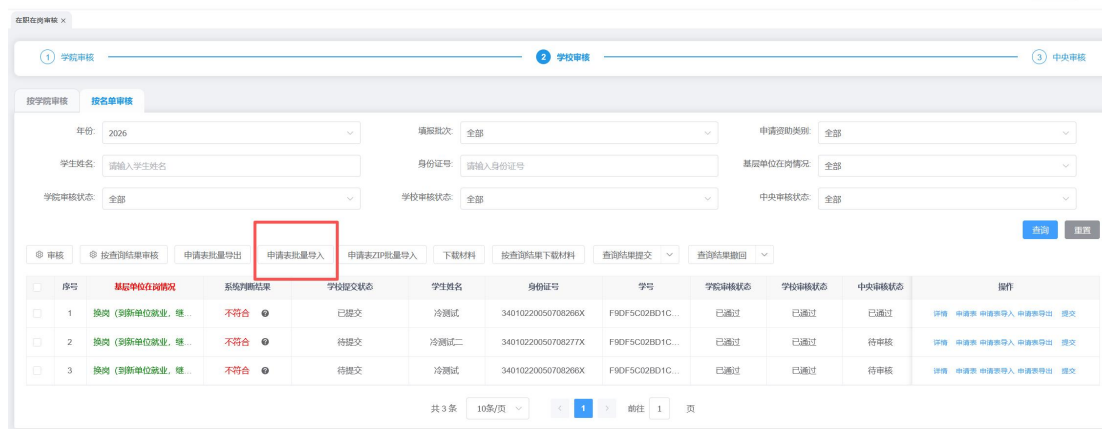 在职在岗审核 ×
1 学院审核 2 学校审核 3 中央审核
按学院审核 按名单审核
年份: 2026 填报批次: 全部 申请资助类别: 全部
学生姓名: 请输入学生姓名 身份证号: 请输入身份证号 基层单位在岗情况: 全部
学院审核状态: 全部 学校审核状态: 全部 中央审核状态: 全部
查询 重置
审核 按查询结果审核 申请表批量导出 申请表批量导入 申请表ZIP批量导入 下载材料 按查询结果下载材料 查询结果提交 查询结果撤回
序号 基层单位在岗情况 系统判断结果 学校提交状态 学生姓名 身份证号 学号 学院审核状态 学校审核状态 中央审核状态 操作
1 换岗（到新单位就业，继... 不符合 已提交 冷测试 34010220050708266X F9DF5C02BD1C... 已通过 已通过 已通过 详情 申请表 申请表导入 申请表导出 提交
2 换岗（到新单位就业，继... 不符合 待提交 冷测试二 34010220050708277X F9DF5C02BD1C... 已通过 已通过 待审核 详情 申请表 申请表导入 申请表导出 提交
3 换岗（到新单位就业，继... 不符合 待提交 冷测试 34010220050708266X F9DF5C02BD1C... 已通过 已通过 待审核 详情 申请表 申请表导入 申请表导出 提交
共 3 条 10条/页 < 1 > 前往 1 页